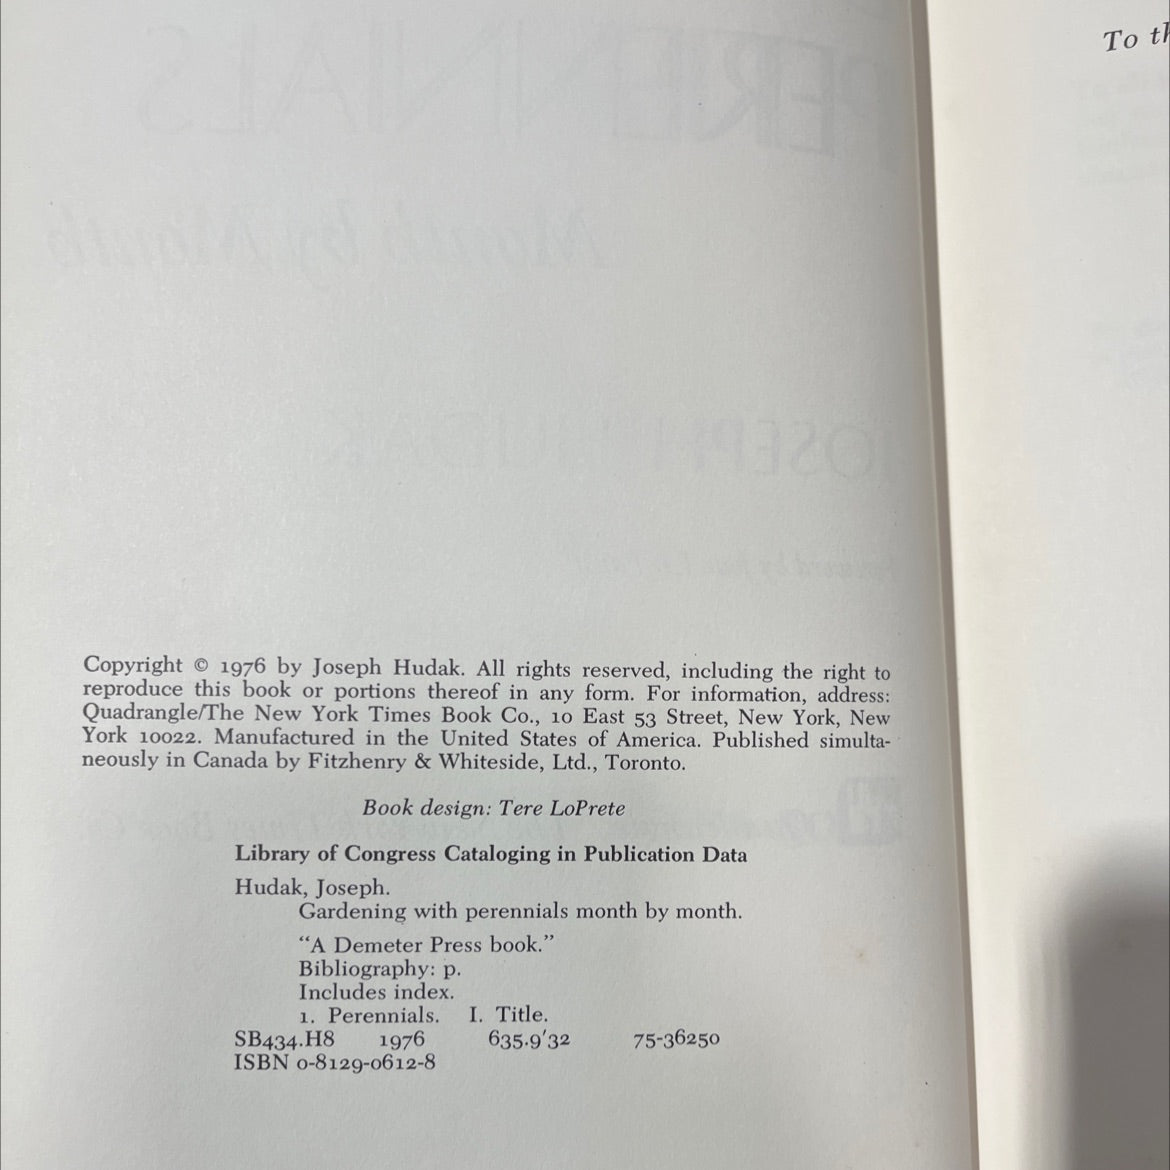 To th
Copyright © 1976 by Joseph Hudak. All rights reserved, including the right to
reproduce this book or portions thereof in any form. For information, address:
Quadrangle/The New York Times Book Co., 10 East 53 Street, New York, New
York 10022. Manufactured in the United States of America. Published simulta-
neously in Canada by Fitzhenry & Whiteside, Ltd., Toronto.
Book design: Tere LoPrete
Library of Congress Cataloging in Publication Data
Hudak, Joseph.
Gardening with perennials month by month.
“A Demeter Press book.”
Bibliography: p.
Includes index.
1. Perennials. I. Title.
SB434.H8 1976 635.9′32 75-36250
ISBN 0-8129-0612-8